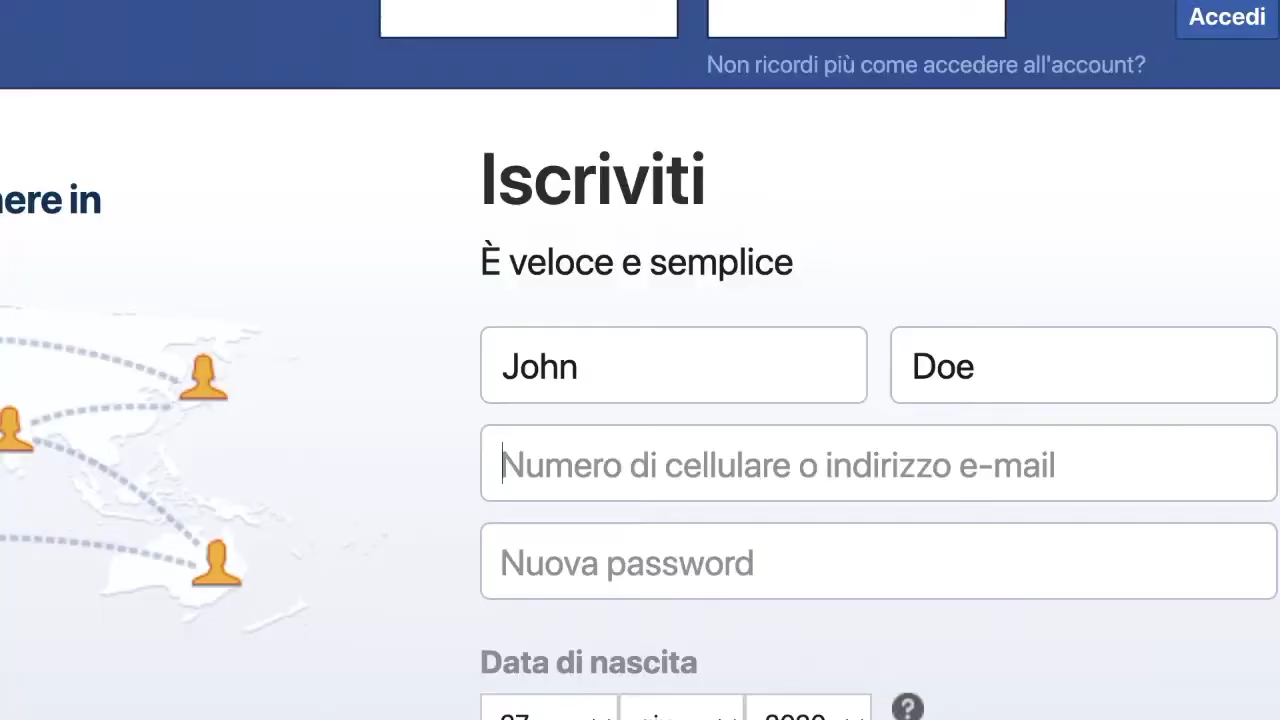 Accedi
Non ricordi più come accedere all'account?
Iscriviti
ere in
È veloce e semplice
John Doe
Numero di cellulare o indirizzo e-mail
Nuova password
Data di nascita
?